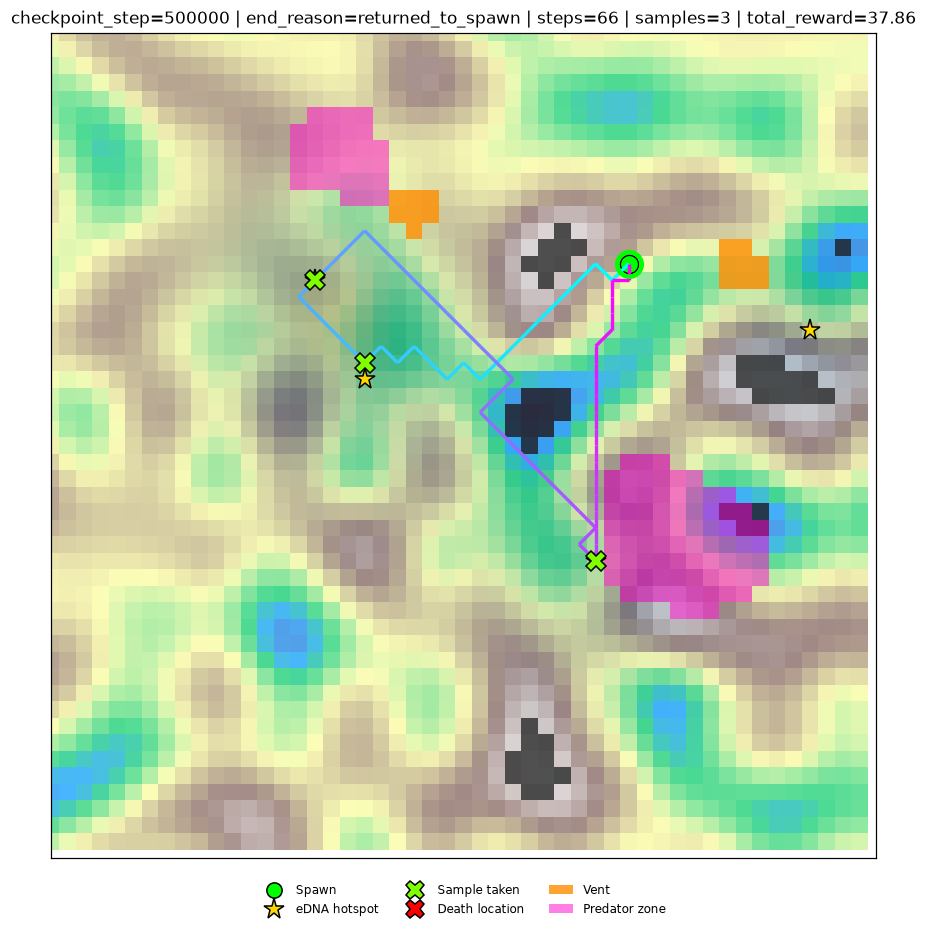 checkpoint_step=500000 | end_reason=returned_to_spawn | steps=66 | samples=3 | total_reward=37.86
Spawn
Sample taken
Vent
eDNA hotspot
Death location
Predator zone